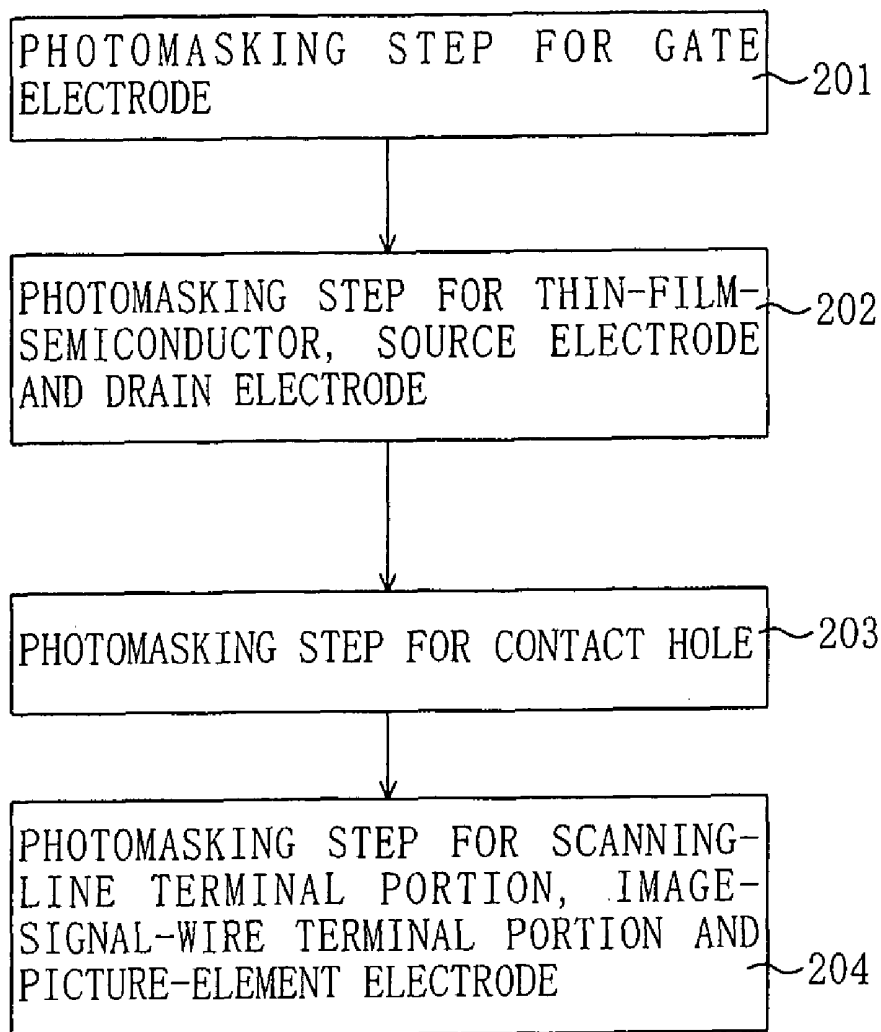 PHOTOMASKING STEP FOR GATE
ELECTRODE
201
PHOTOMASKING STEP FOR THIN-FILM-
SEMICONDUCTOR, SOURCE ELECTRODE
AND DRAIN ELECTRODE
202
PHOTOMASKING STEP FOR CONTACT HOLE
203
PHOTOMASKING STEP FOR SCANNING-
LINE TERMINAL PORTION, IMAGE-
SIGNAL-WIRE TERMINAL PORTION AND
PICTURE-ELEMENT ELECTRODE
204